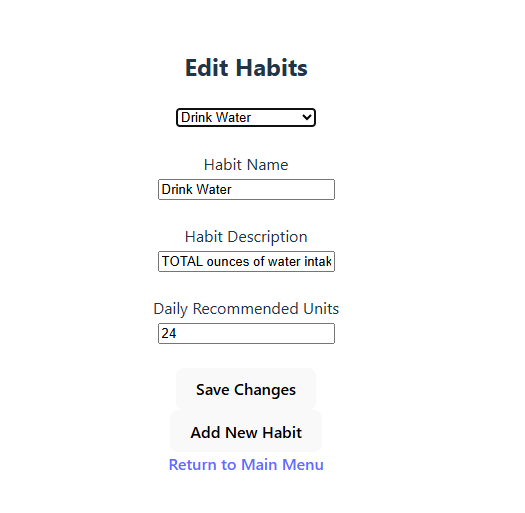 Edit Habits
Drink Water
Habit Name
Drink Water
Habit Description
TOTAL ounces of water intak
Daily Recommended Units
24
Save Changes
Add New Habit
Return to Main Menu